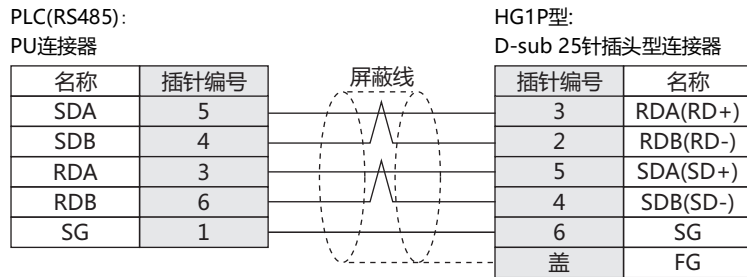 PLC(RS485):
PU连接器
HG1P型:
D-sub 25针插头型连接器
名称 插针编号 屏蔽线 插针编号 名称
SDA 5 3 RDA(RD+)
SDB 4 2 RDB(RD-)
RDA 3 5 SDA(SD+)
RDB 6 4 SDB(SD-)
SG 1 6 SG
盖 FG